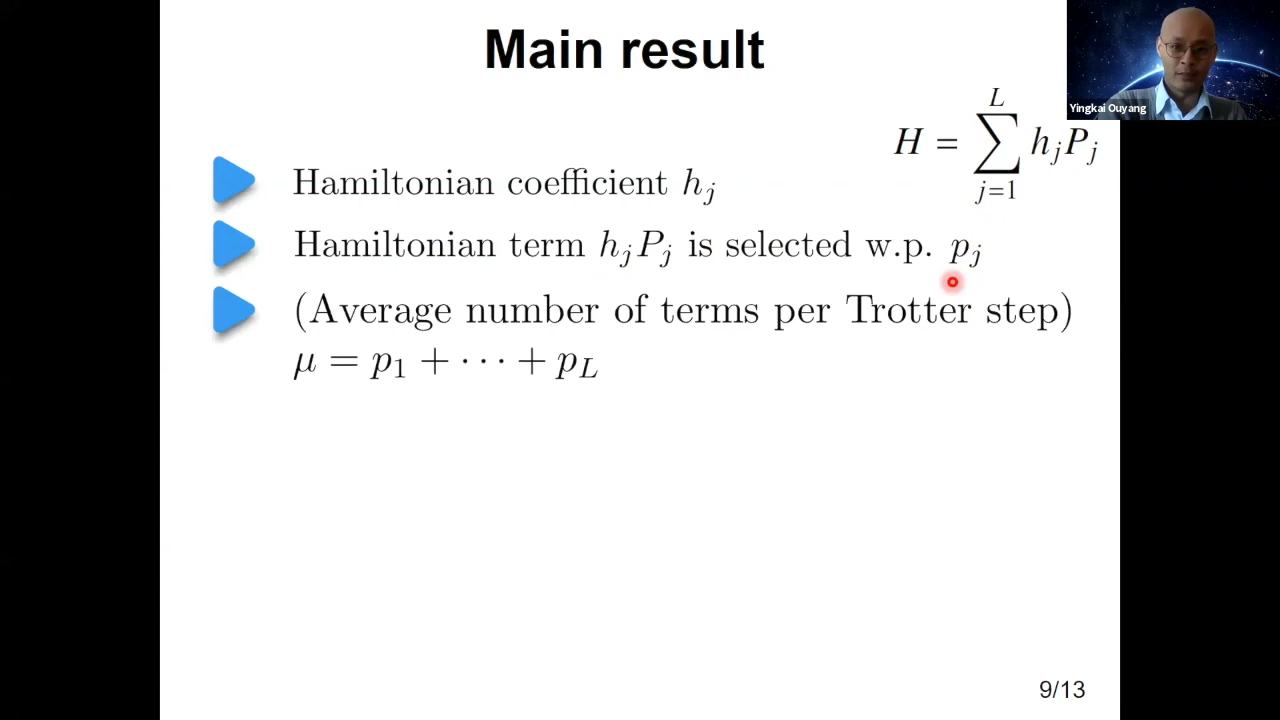 Main result
Yingkai Ouyang
H = \sum_{j=1}^{L} h_j P_j
Hamiltonian coefficient h_j
Hamiltonian term h_j P_j is selected w.p. p_j
(Average number of terms per Trotter step)
μ = p_1 + ··· + p_L
9/13